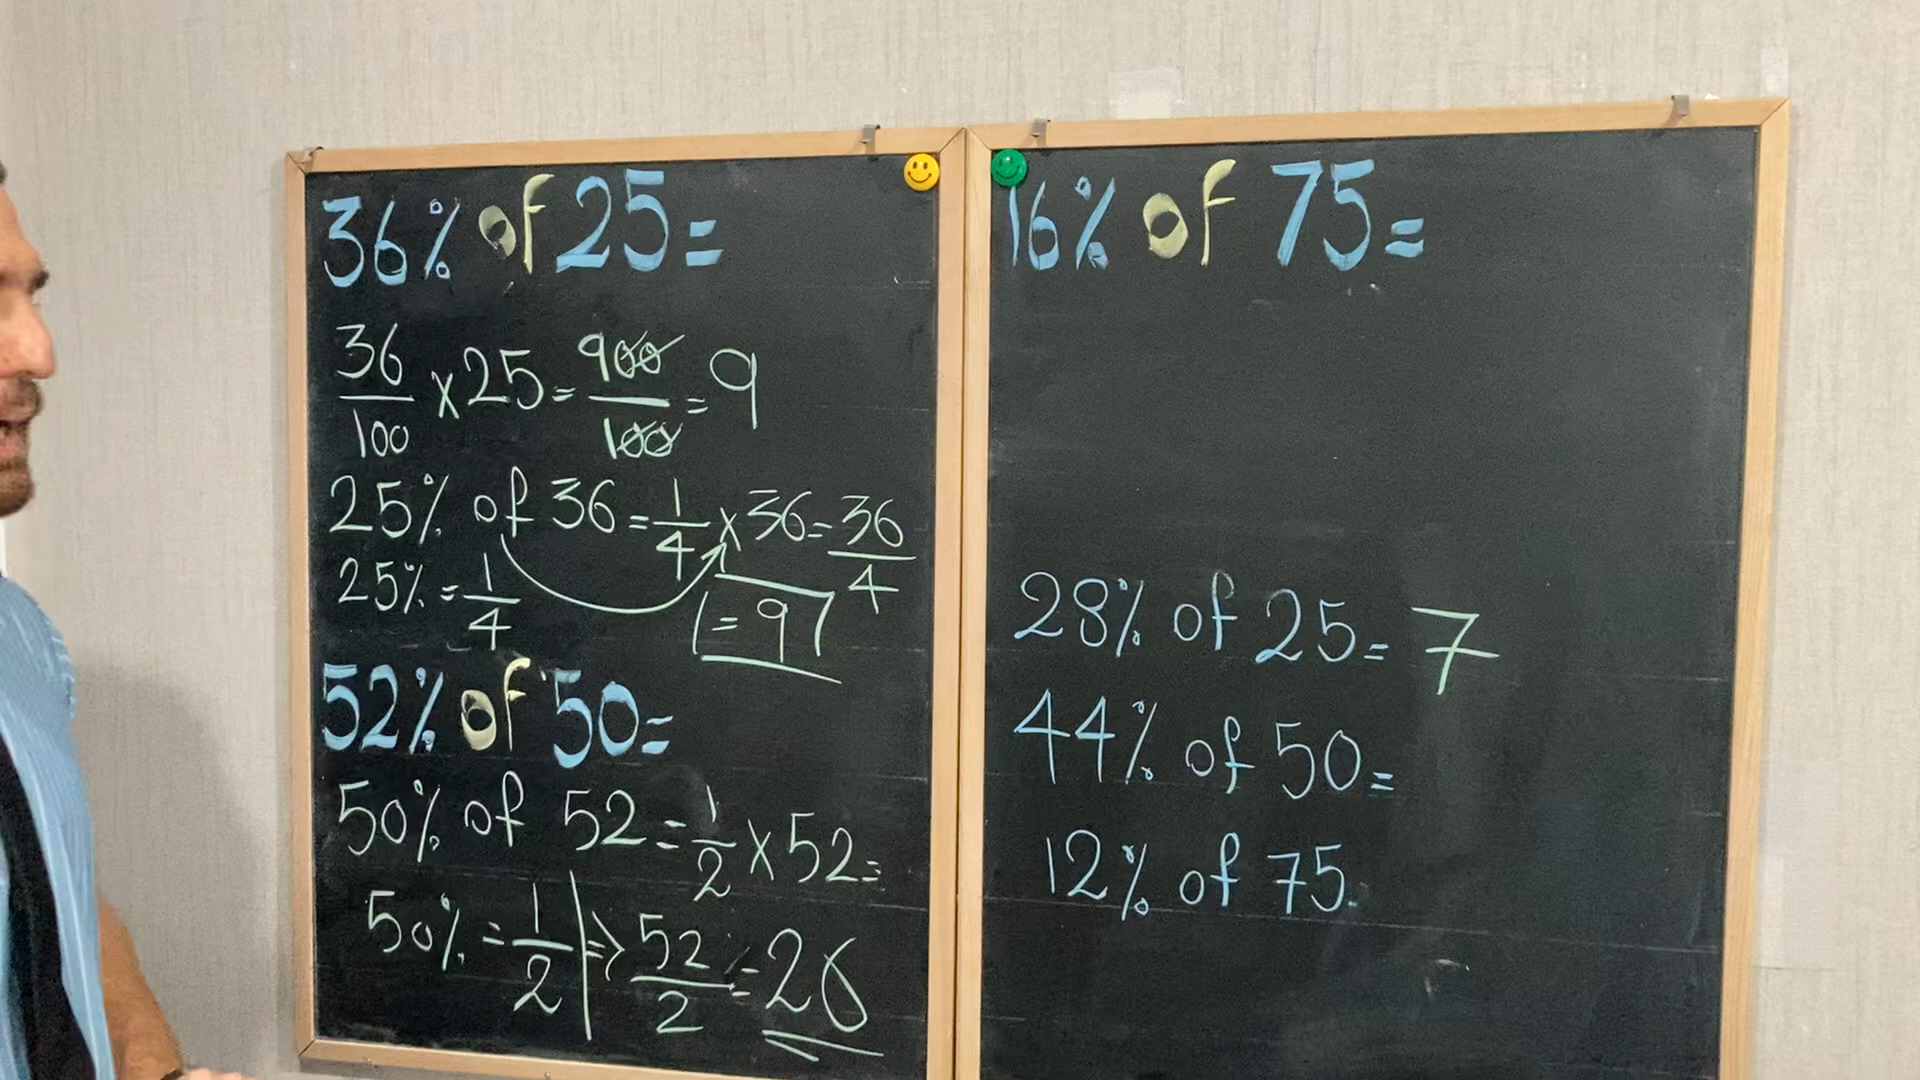 36% of 25=
36/100 x 25 = 900/100 = 9
25% of 36 = 1/4 x 36 = 36/4
25% = 1/4
= 9
52% of 50=
50% of 52 = 1/2 x 52 =
50% = 1/2 => 52/2 = 26
16% of 75=
28% of 25 = 7
44% of 50 =
12% of 75